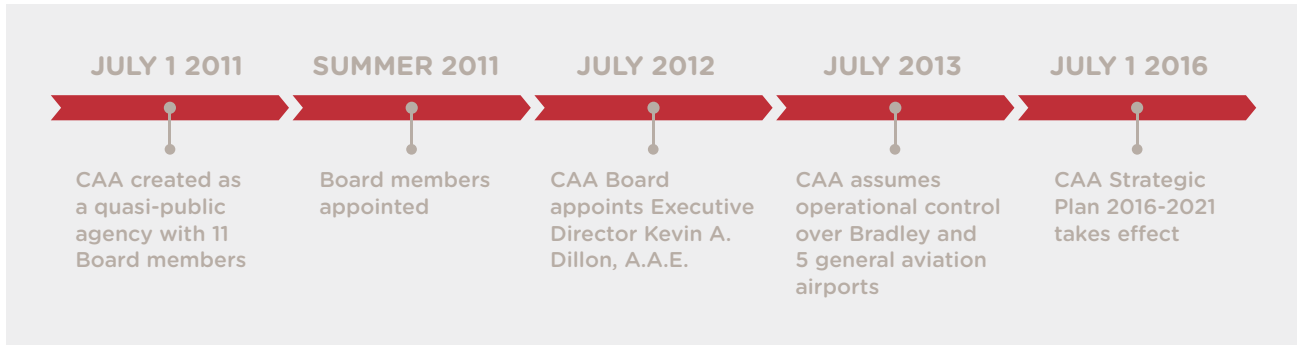 JULY 1 2011
CAA created as
a quasi-public
agency with 11
Board members
SUMMER 2011
Board members
appointed
JULY 2012
CAA Board
appoints Executive
Director Kevin A.
Dillon, A.A.E.
JULY 2013
CAA assumes
operational control
over Bradley and
5 general aviation
airports
JULY 1 2016
CAA Strategic
Plan 2016-2021
takes effect